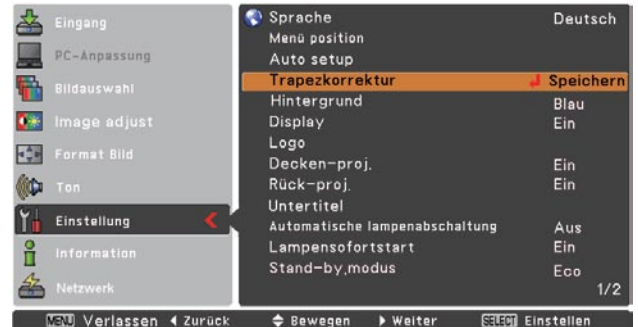 Eingang
PC-Anpassung
Bildauswahl
Image adjust
Format Bild
Ton
Einstellung
Information
Netzwerk
Sprache Deutsch
Menü position
Auto setup
Trapezkorrektur Speichern
Hintergrund Blau
Display Ein
Logo
Decken-proj. Ein
Rück-proj. Ein
Untertitel
Automatische lampenabschaltung Aus
Lampensofortstart Ein
Stand-by,modus Eco
1/2
MENU Verlassen Zurück Bewegen Weiter SELECT Einstellen